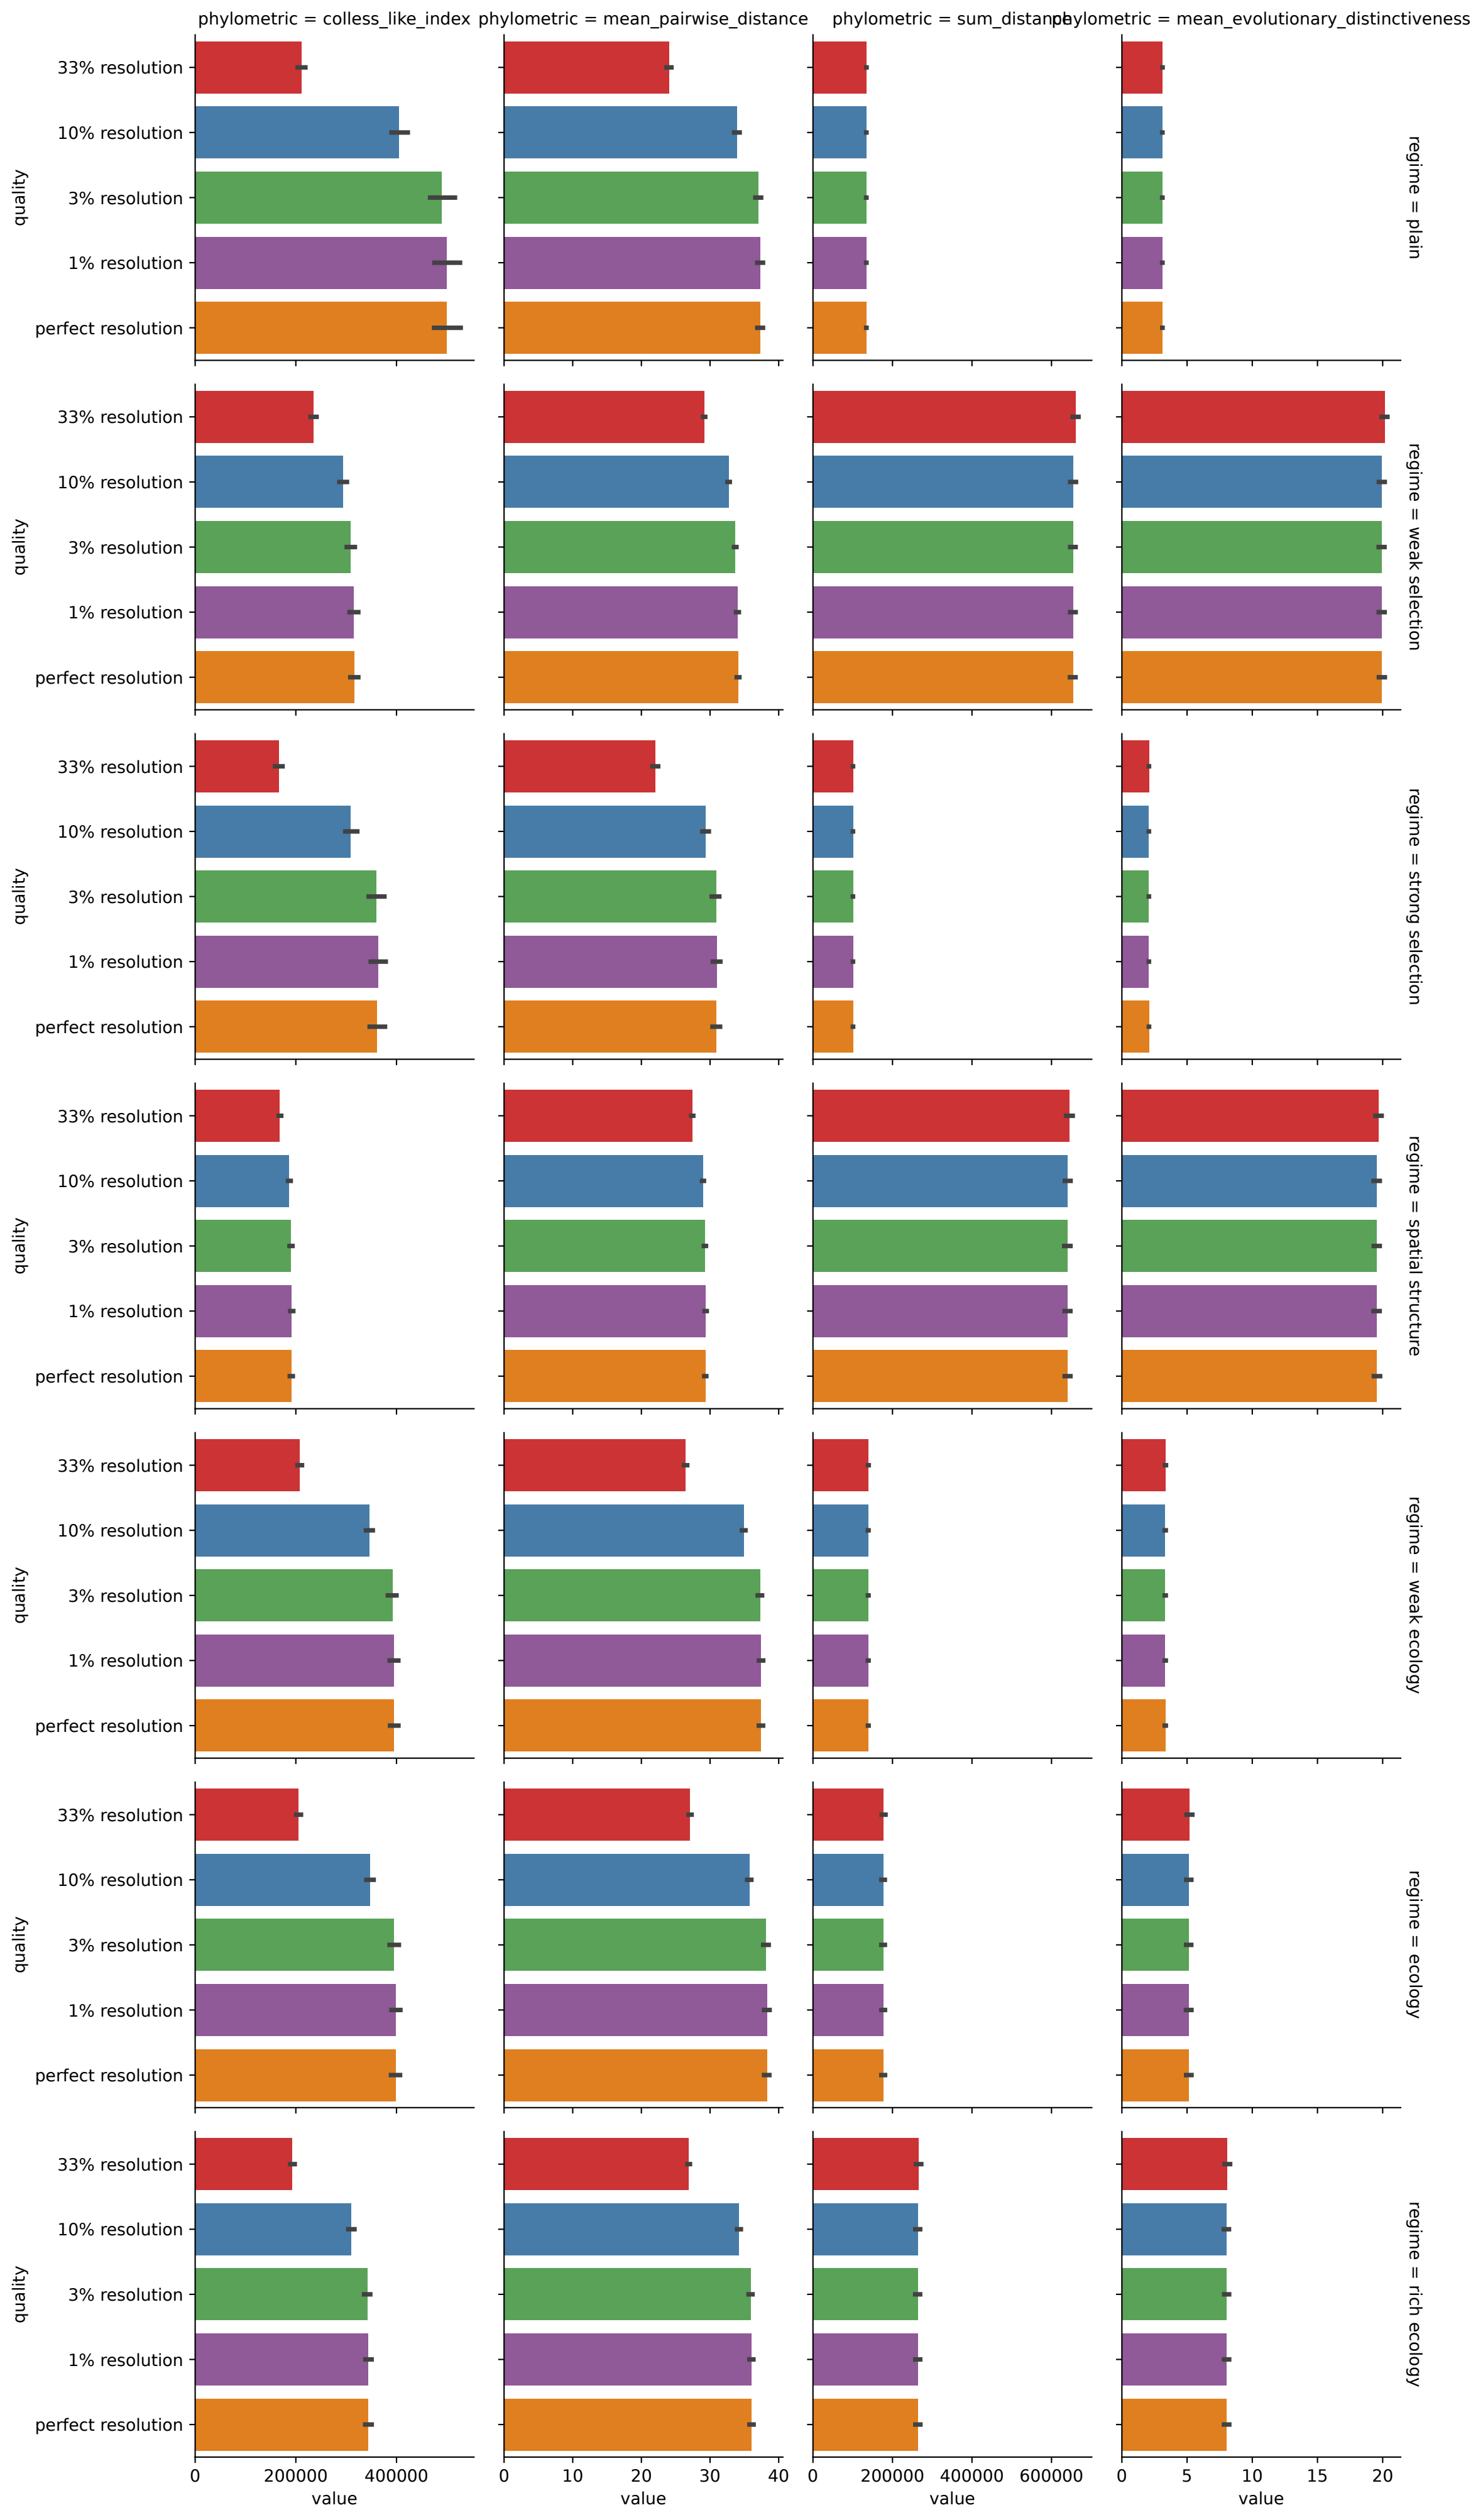 phylometric = colless_like_index phylometric = mean_pairwise_distance phylometric = sum_distance phylometric = mean_evolutionary_distinctiveness
33% resolution
10% resolution
3% resolution
1% resolution
perfect resolution
quality
regime = plain
33% resolution
10% resolution
3% resolution
1% resolution
perfect resolution
quality
regime = weak selection
33% resolution
10% resolution
3% resolution
1% resolution
perfect resolution
quality
regime = strong selection
33% resolution
10% resolution
3% resolution
1% resolution
perfect resolution
quality
regime = spatial structure
33% resolution
10% resolution
3% resolution
1% resolution
perfect resolution
quality
regime = weak ecology
33% resolution
10% resolution
3% resolution
1% resolution
perfect resolution
quality
regime = ecology
33% resolution
10% resolution
3% resolution
1% resolution
perfect resolution
quality
regime = rich ecology
0 200000 400000 0 10 20 30 40 0 200000 400000 600000 0 5 10 15 20
value value value value